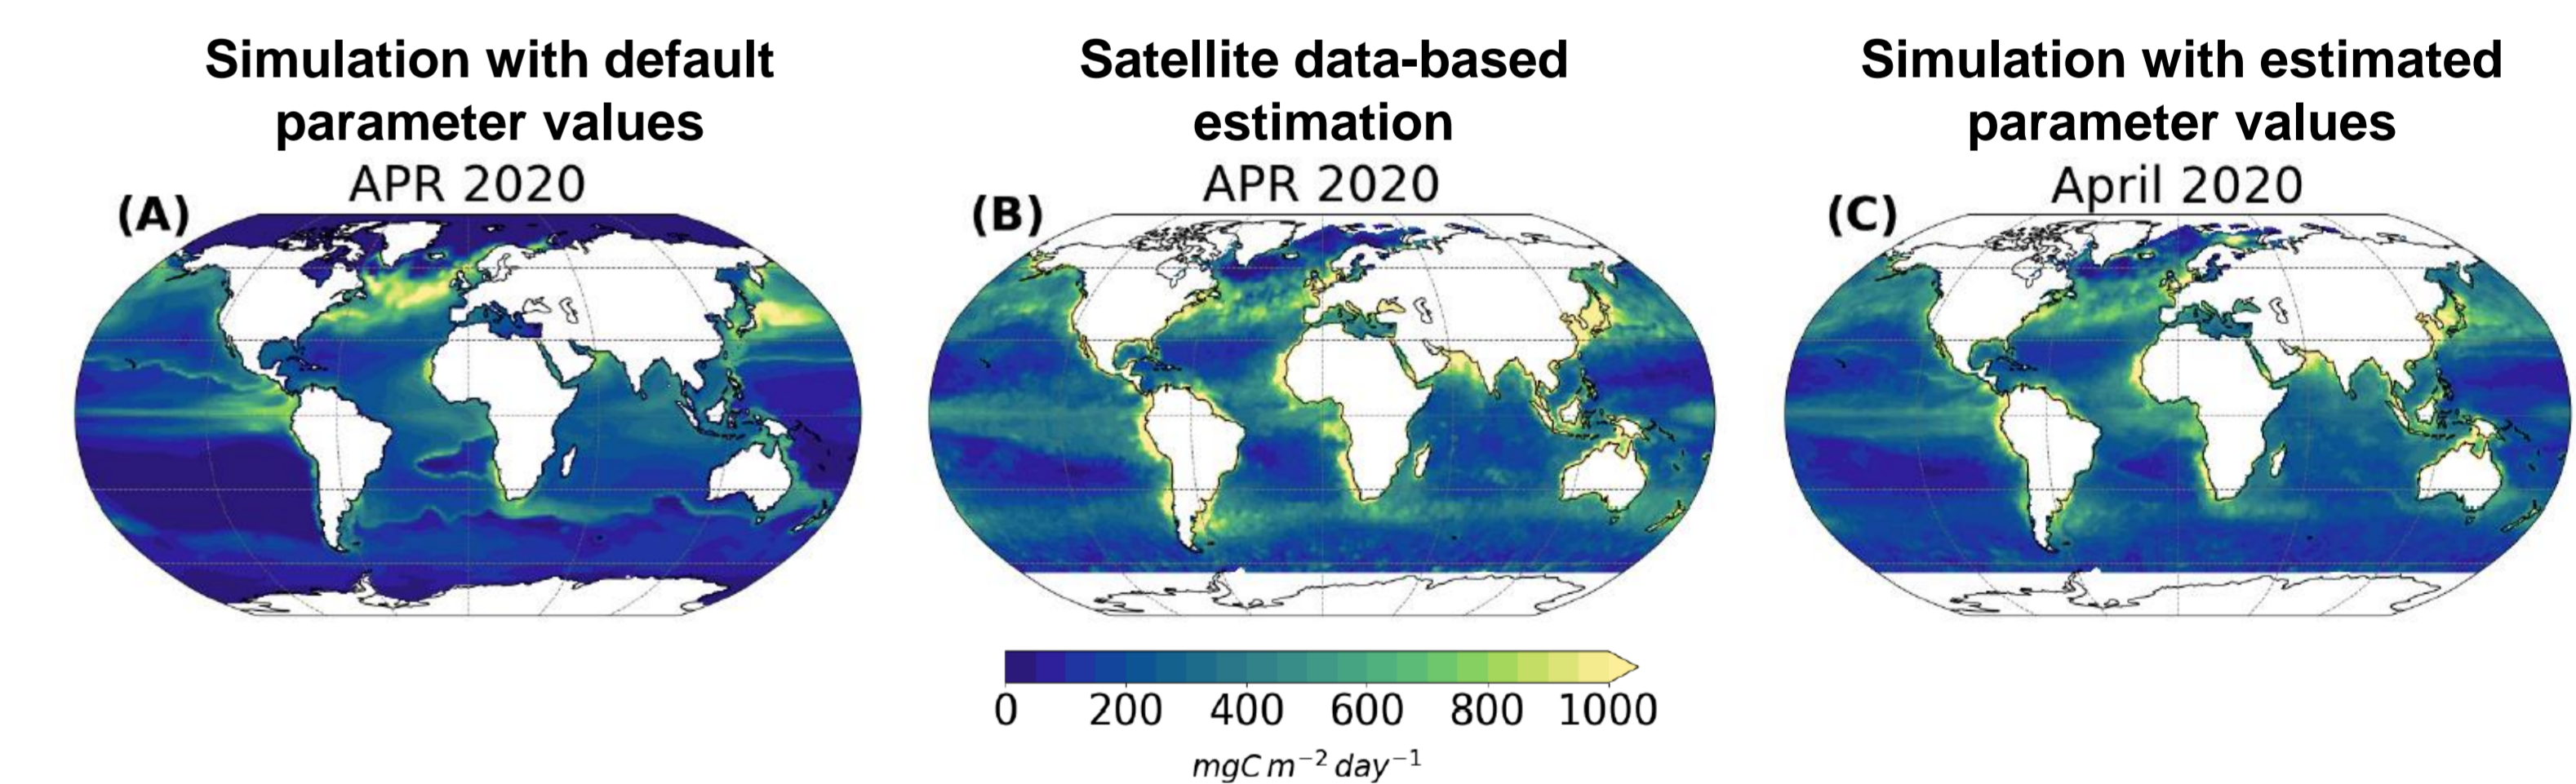 Simulation with default
parameter values
APR 2020
(A)
Satellite data-based
estimation
APR 2020
(B)
Simulation with estimated
parameter values
April 2020
(C)
0 200 400 600 800 1000
mgC m⁻² day⁻¹